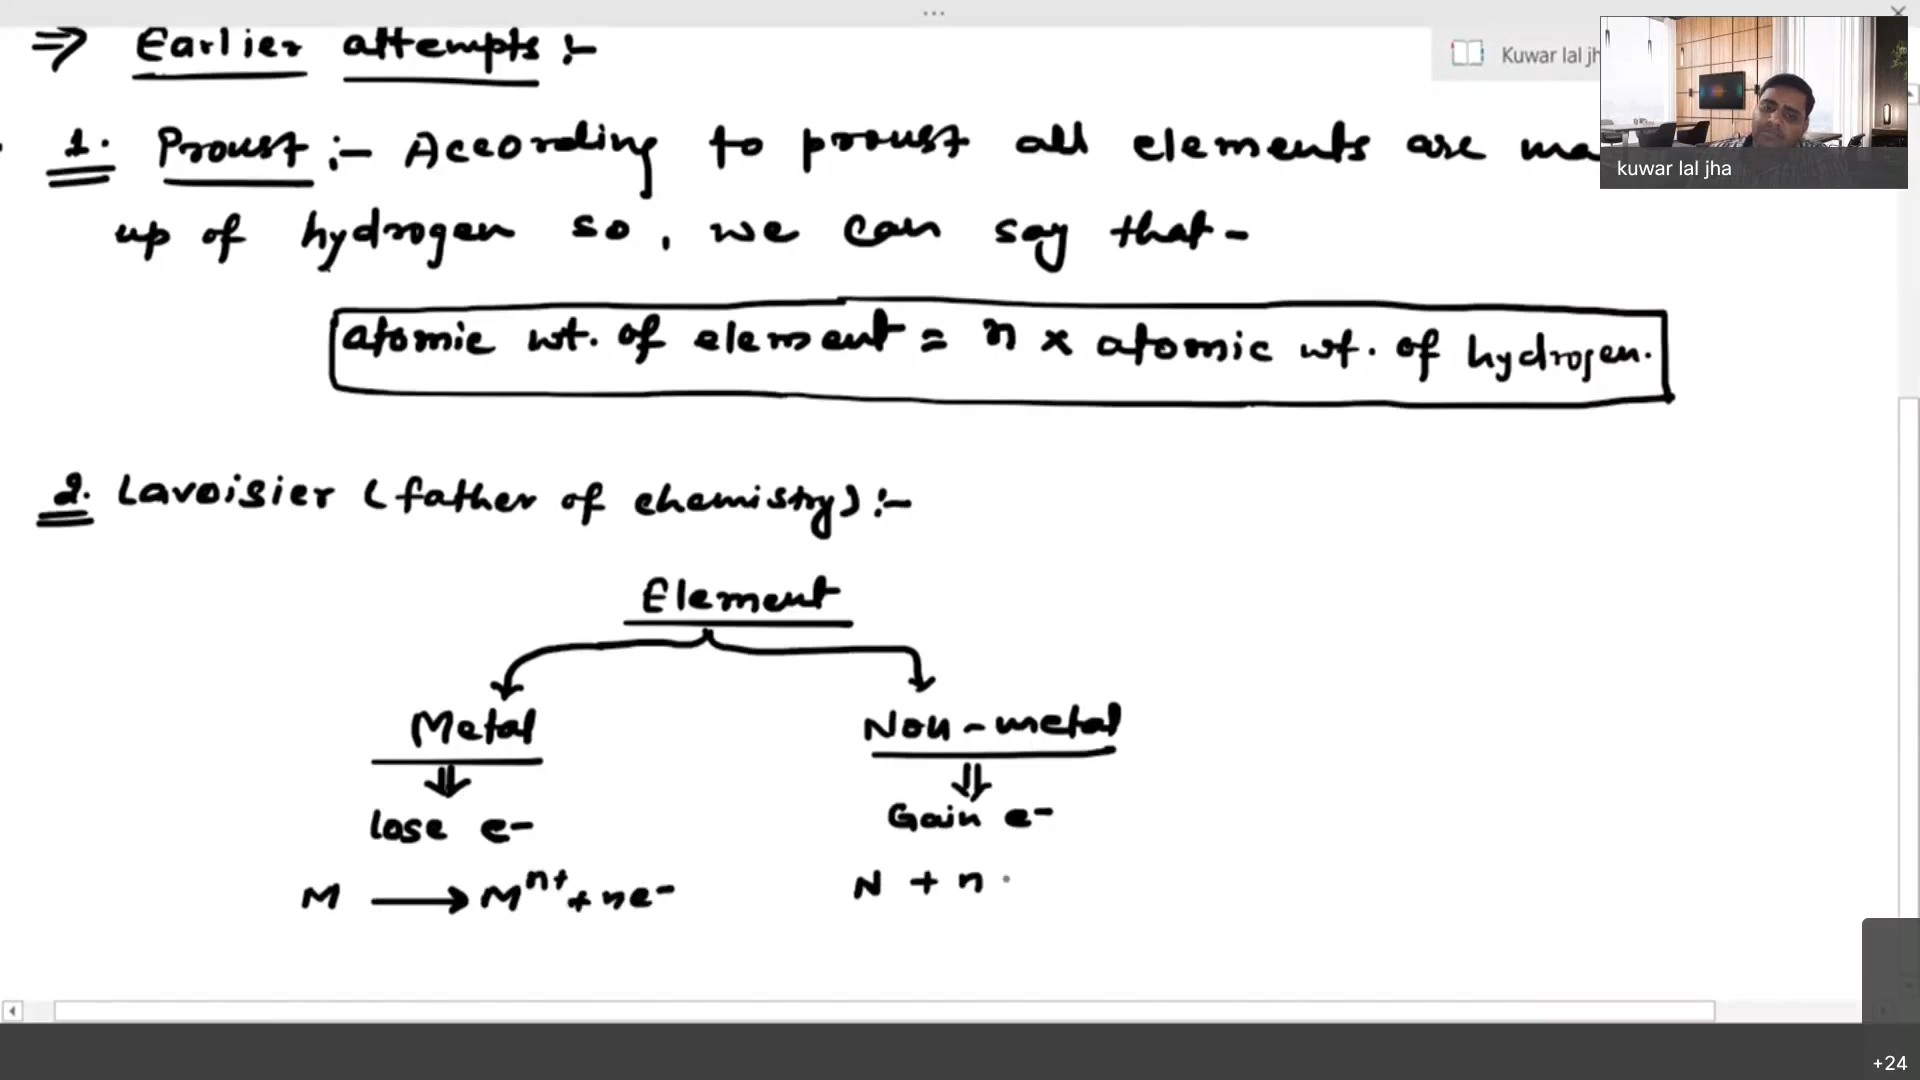 ⇒ Earlier attempts :-
Kuwar lal jh
1. Proust :- According to proust all elements are ma
kuwar lal jha
up of hydrogen so, we can say that -
atomic wt. of element = n × atomic wt. of hydrogen.
2. Lavoisier (father of chemistry) :-
Element
Metal Non-metal
⇓ ⇓
lose e- Gain e-
M ⟶ Mⁿ⁺ + ne- N + n
+24